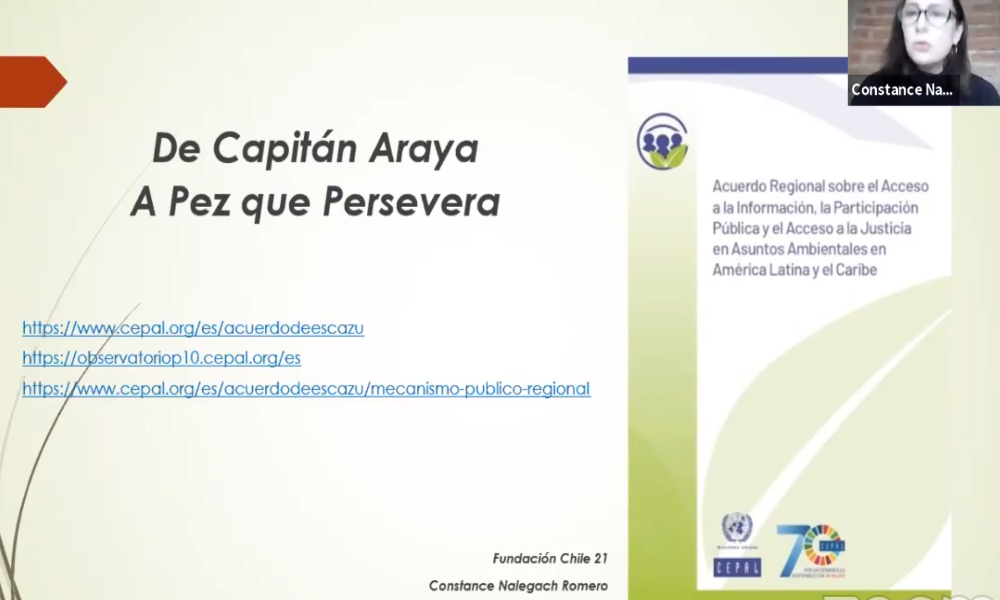 De Capitán Araya
A Pez que Persevera
https://www.cepal.org/es/acuerdodeescazu
https://observatoriop10.cepal.org/es
https://www.cepal.org/es/acuerdodeescazu/mecanismo-publico-regional
Fundación Chile 21
Constance Nalegach Romero
Constance Na...
Acuerdo Regional sobre el Acceso
a la Información, la Participación
Pública y el Acceso a la Justicia
en Asuntos Ambientales en
América Latina y el Caribe
NACIONES UNIDAS
CEPAL
70
CEPAL
zoom